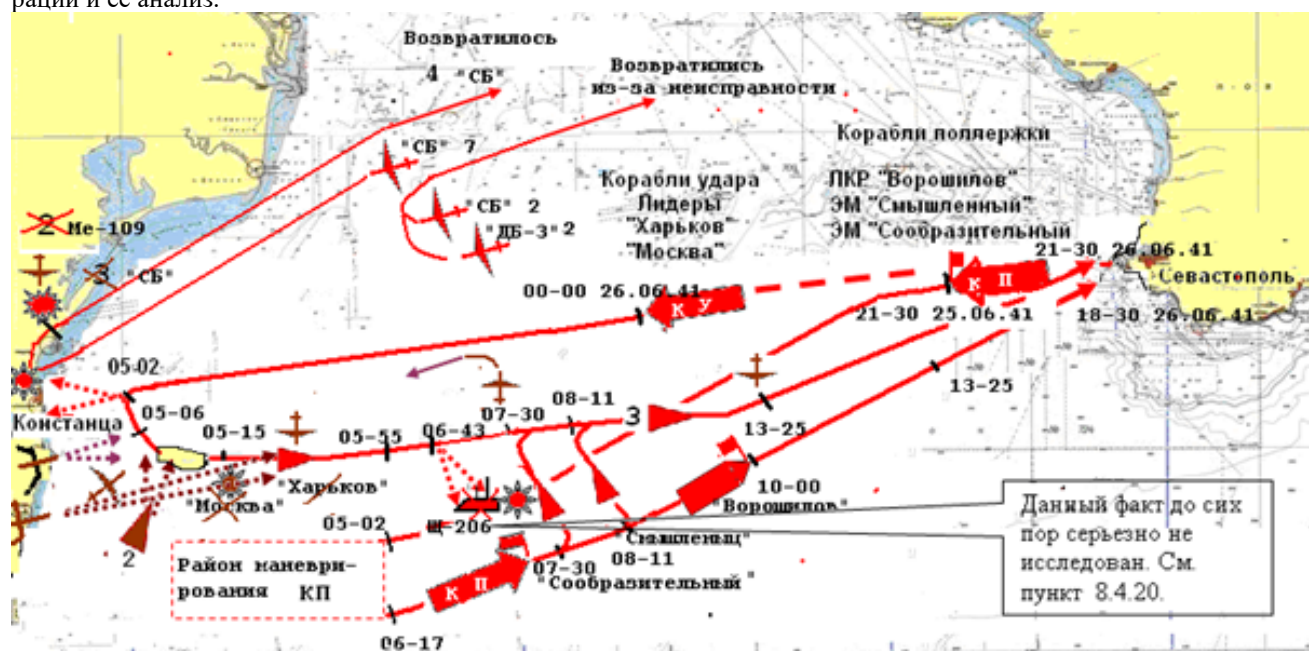 рации и ее анализ.
Возвратилось
4 "СБ"
Возвратились
из-за неисправности
"СБ" 7
Корабли поллержки
Корабли удара
Лидеры
"Харьков"
"Москва"
ЛКР "Ворошилов"
ЭМ "Смышленный"
ЭМ "Сообразительный
"СБ" 2
"ДБ-3" 2
2 Ме-109
3 "СБ"
21-30 26.06.41
Севастополь
К П
К У
00-00 26.06.41
21-30 25.06.41
18-30 26.06.41
05-02
Констанца
05-06
05-15
05-55
06-43
07-30
08-11
3
13-25
13-25
"Москва"
"Харьков"
10-00
"Ворошилов"
05-02
Щ-206
Смышленыц"
08-11
07-30
"Сообразительный "
2
Район маневри-
рования КП
К П
06-17
Данный факт до сих
пор серьезно не
исследован. См.
пункт 8.4.20.